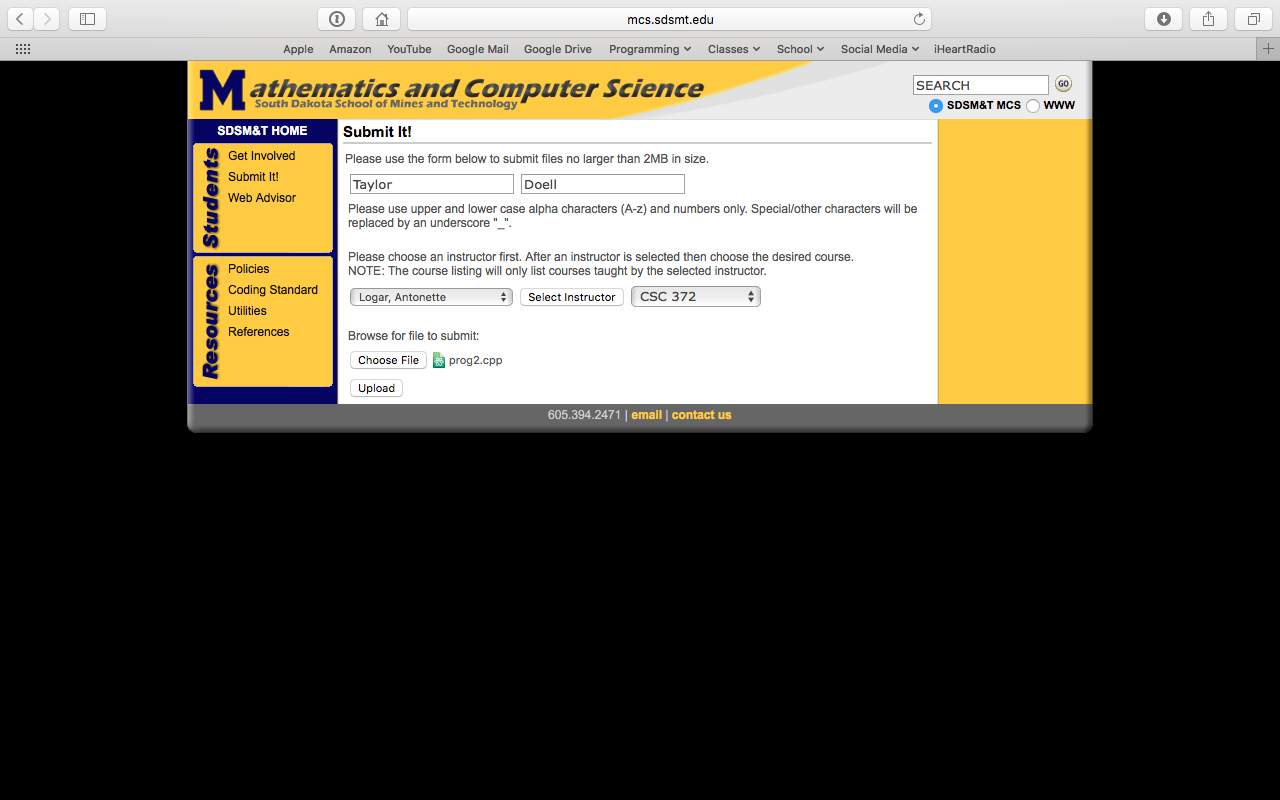 mcs.sdsmt.edu
Apple Amazon YouTube Google Mail Google Drive Programming Classes School Social Media iHeartRadio
Mathematics and Computer Science
South Dakota School of Mines and Technology
SEARCH GO
SDSM&T MCS WWW
SDSM&T HOME
Students
Get Involved
Submit It!
Web Advisor
Resources
Policies
Coding Standard
Utilities
References
Submit It!
Please use the form below to submit files no larger than 2MB in size.
Taylor Doell
Please use upper and lower case alpha characters (A-z) and numbers only. Special/other characters will be
replaced by an underscore "_".
Please choose an instructor first. After an instructor is selected then choose the desired course.
NOTE: The course listing will only list courses taught by the selected instructor.
Logar, Antonette Select Instructor CSC 372
Browse for file to submit:
Choose File prog2.cpp
Upload
605.394.2471 | email | contact us